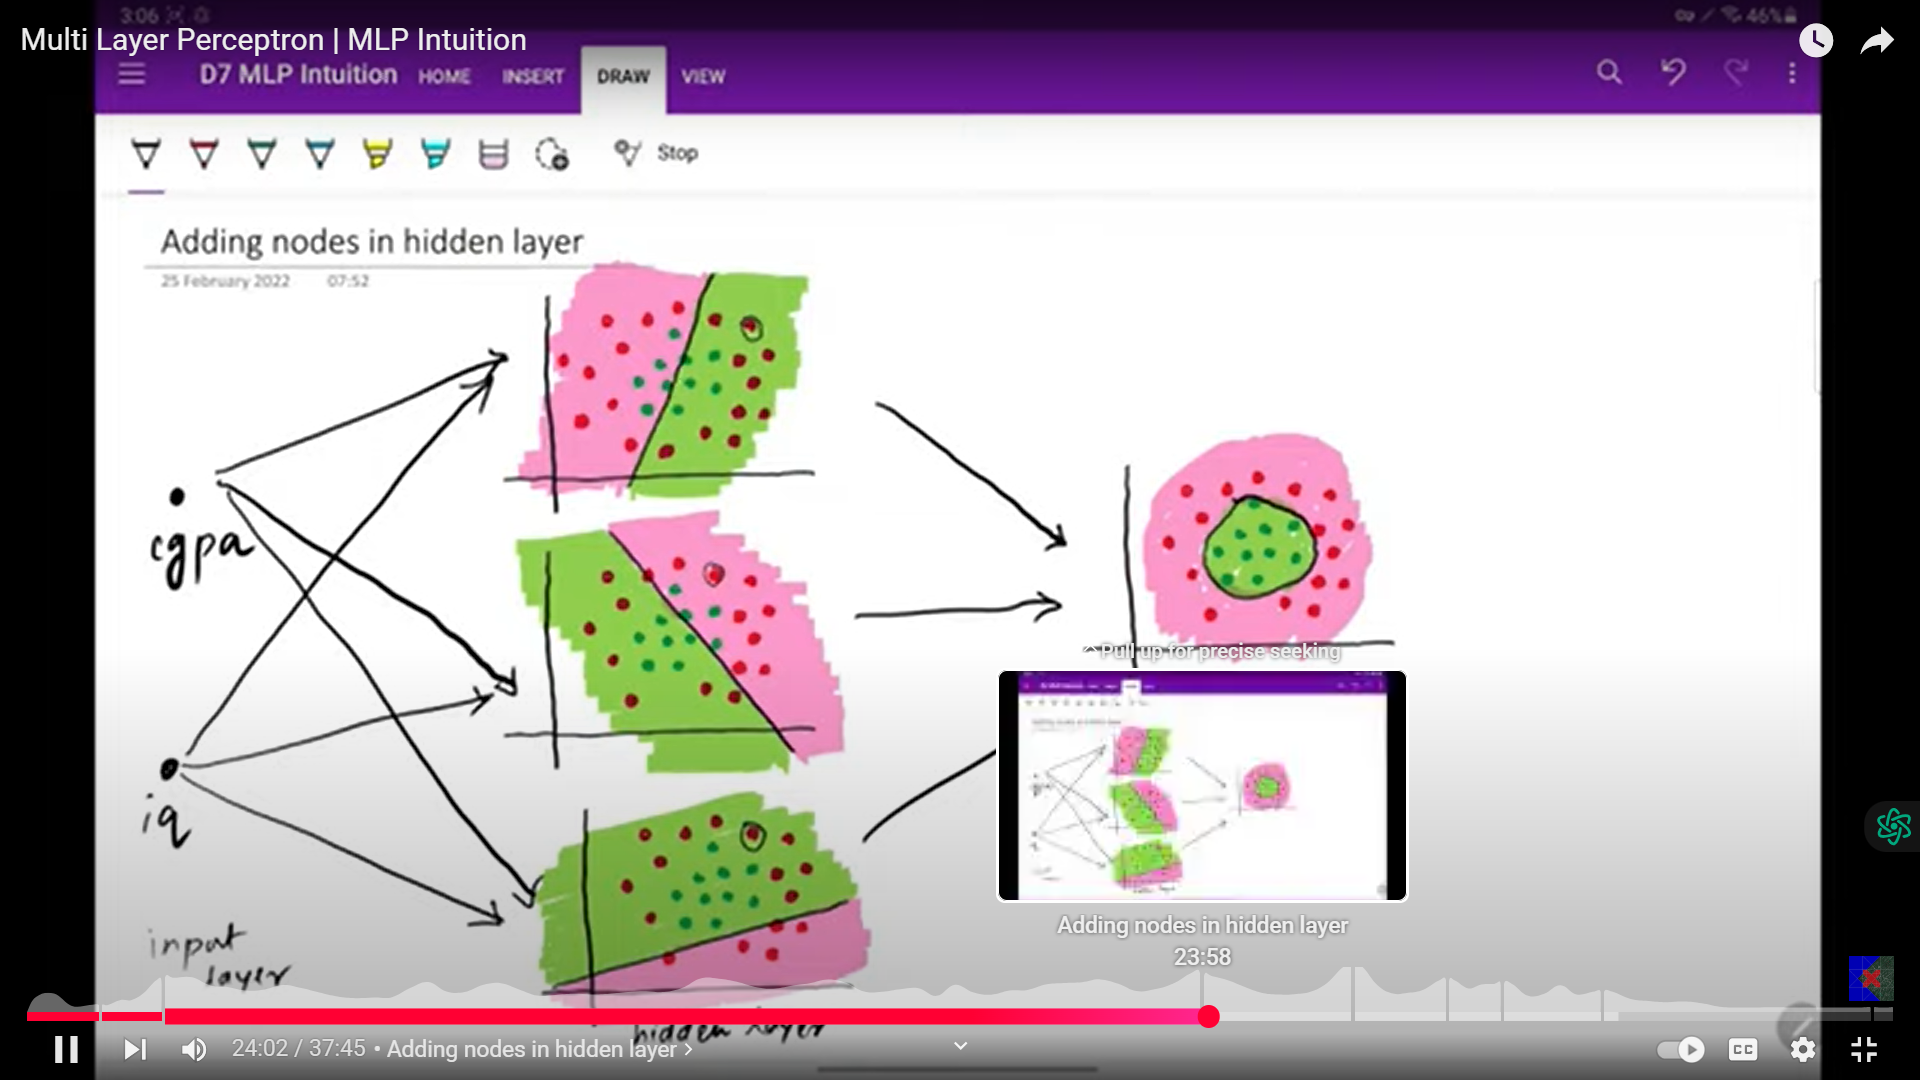 3:06
46%
Multi Layer Perceptron | MLP Intuition
D7 MLP Intuition HOME INSERT DRAW VIEW
Stop
Adding nodes in hidden layer
25 February 2022 07:52
cgpa
iq
Pull up for precise seeking
Adding nodes in hidden layer
23:58
input
layer
hidden layer
24:02 / 37:45 • Adding nodes in hidden layer
CC